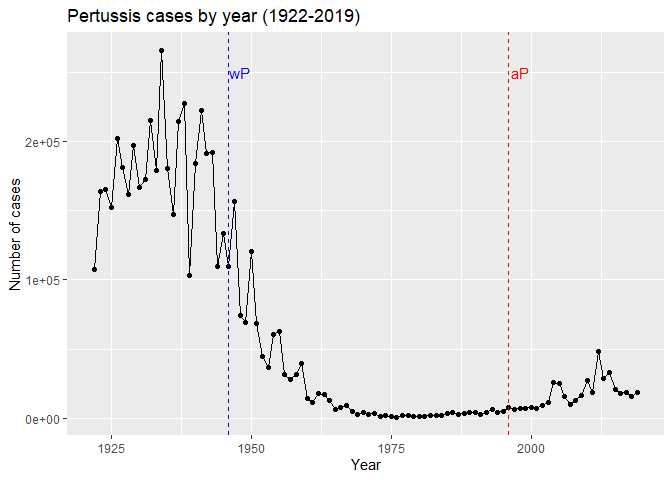 Pertussis cases by year (1922-2019)
wP
aP
2e+05
1e+05
0e+00
Number of cases
1925
1950
1975
2000
Year